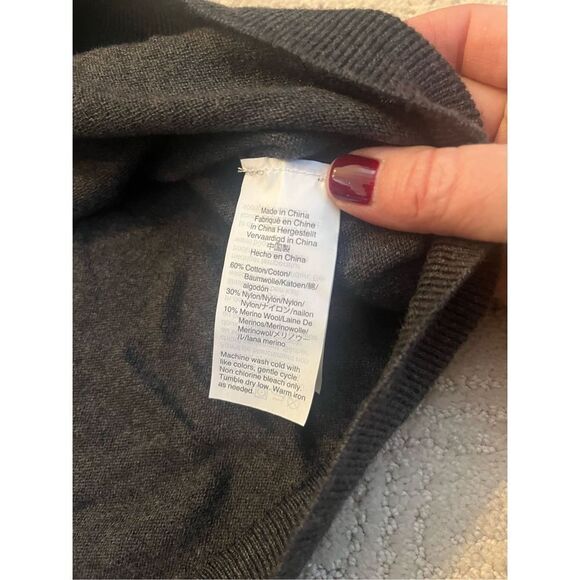 Made in China
Fabriqué en Chine
in China Hergestellt
Vervaardigd in China
中国製
Hecho en China
60% Cotton/Coton/
Baumwolle/Katoen/綿/
algodón
30% Nylon/Nylon/Nylon/
Nylon/ナイロン/nailon
10% Merino Wool/Laine De
Merinos/Merinowolle/
Merinowol/メリノウー
ル/lana merino
Machine wash cold with
like colors, gentle cycle.
Non chlorine bleach only.
Tumble dry low. Warm iron
as needed.